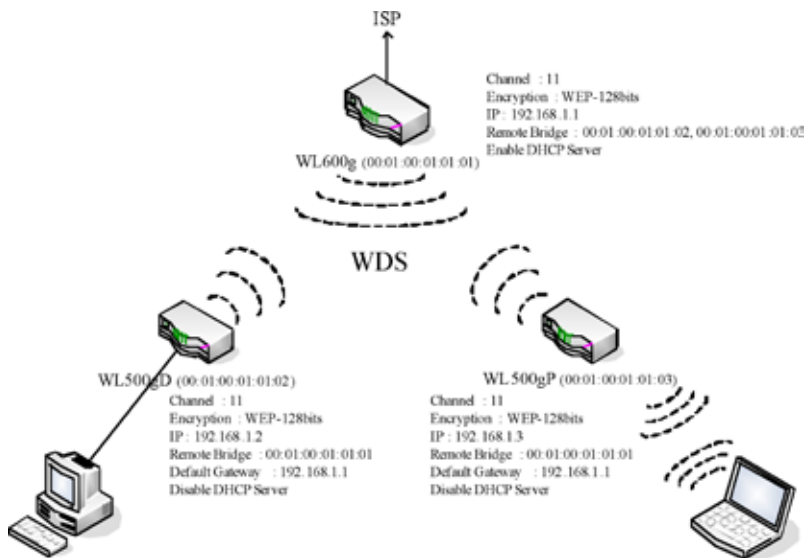 ISP
Channel : 11
Encryption : WEP-128bits
IP : 192.168.1.1
Remote Bridge : 00:01:00:01:01:02, 00:01:00:01:01:03
Enable DHCP Server
WL600g (00:01:00:01:01:01)
WDS
WL500gD (00:01:00:01:01:02)
Channel : 11
Encryption : WEP-128bits
IP : 192.168.1.2
Remote Bridge : 00:01:00:01:01:01
Default Gateway : 192.168.1.1
Disable DHCP Server
WL500gP (00:01:00:01:01:03)
Channel : 11
Encryption : WEP-128bits
IP : 192.168.1.3
Remote Bridge : 00:01:00:01:01:01
Default Gateway : 192.168.1.1
Disable DHCP Server